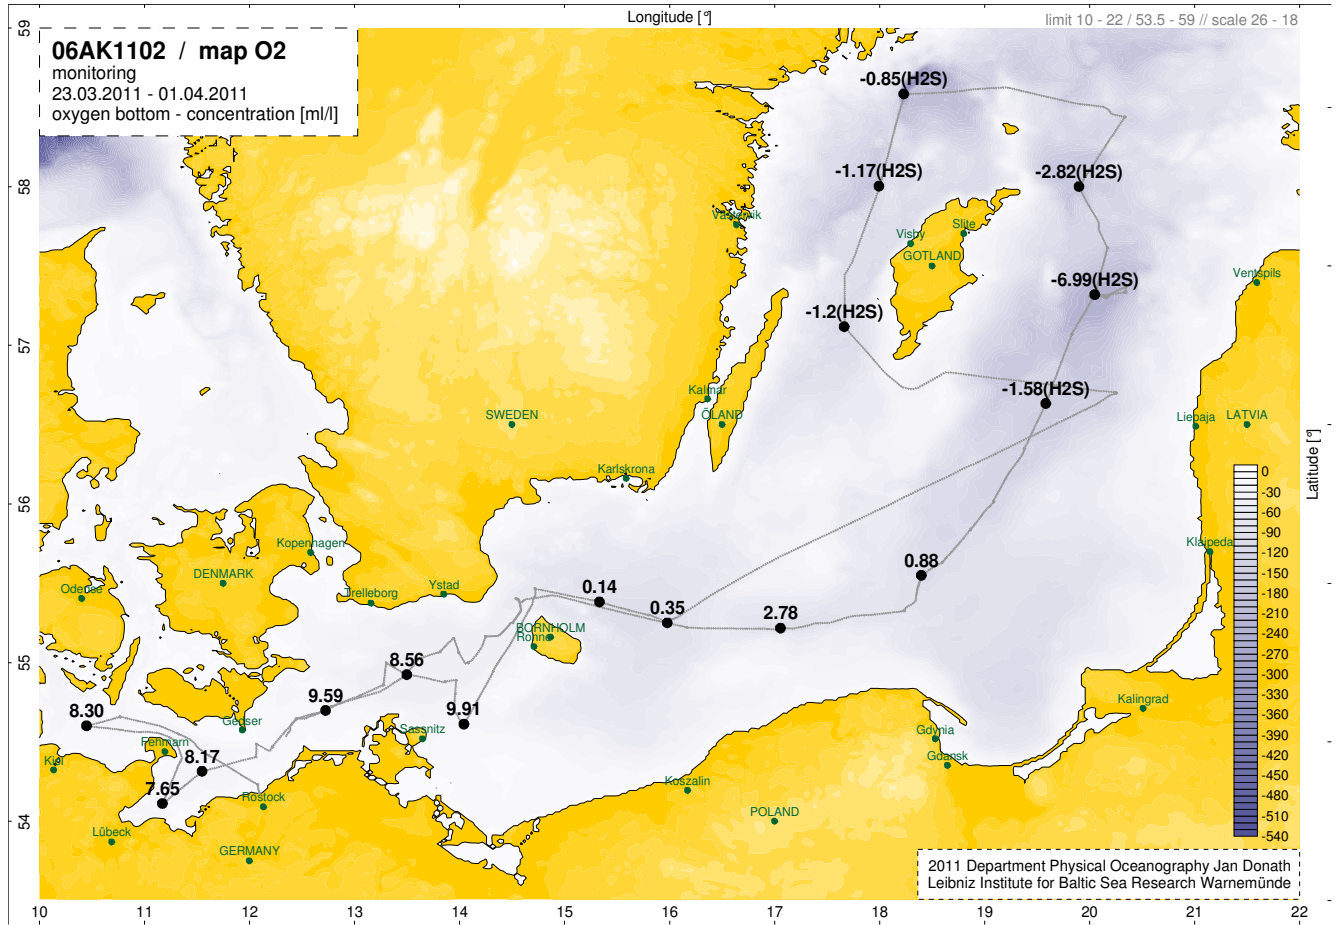 Longitude [°]
limit 10 - 22 / 53.5 - 59 // scale 26 - 18
06AK1102 / map O2
monitoring
23.03.2011 - 01.04.2011
oxygen bottom - concentration [ml/l]
59
58
57
56
55
54
-0.85(H2S)
-1.17(H2S)
-2.82(H2S)
Västervik
Visby
Slite
GOTLAND
-6.99(H2S)
Ventspils
-1.2(H2S)
-1.58(H2S)
Kalmar
SWEDEN
ÖLAND
Liepaja
LATVIA
Karlskrona
Latitude [°]
Kopenhagen
Klaipeda
DENMARK
0.88
Odense
Trelleborg
Ystad
0.14
0.35
2.78
BORNHOLM
Ronne
8.56
9.59
9.91
8.30
Gedser
Sassnitz
Kalingrad
Gdynia
Fehmarn
8.17
Kiel
Gdansk
7.65
Rostock
Koszalin
Lübeck
POLAND
GERMANY
0
-30
-60
-90
-120
-150
-180
-210
-240
-270
-300
-330
-360
-390
-420
-450
-480
-510
-540
2011 Department Physical Oceanography Jan Donath
Leibniz Institute for Baltic Sea Research Warnemünde
10
11
12
13
14
15
16
17
18
19
20
21
22